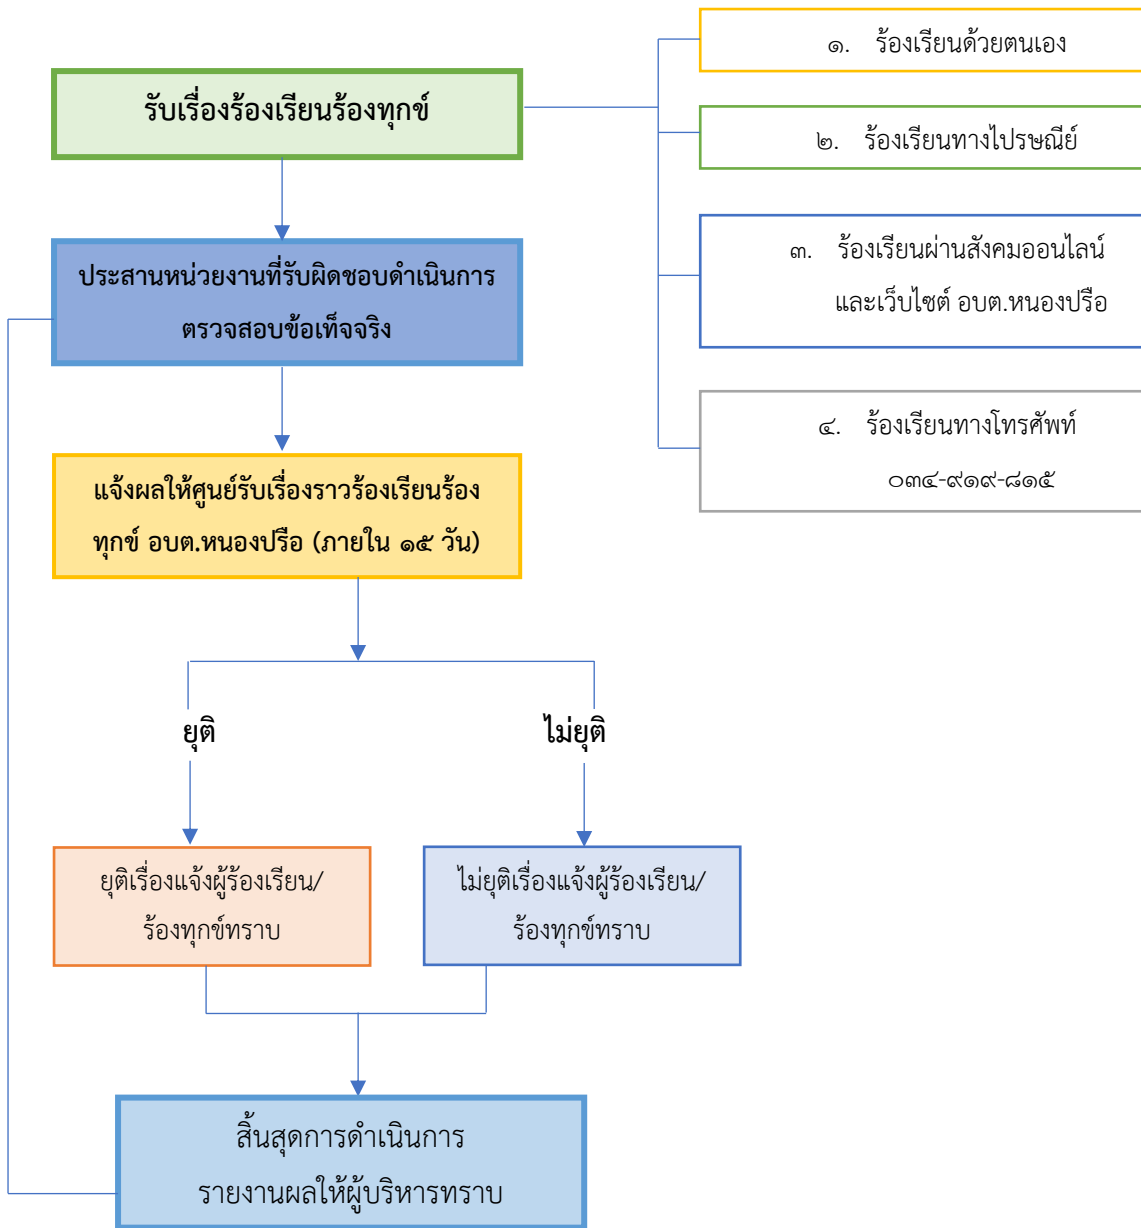 รับเรื่องร้องเรียนร้องทุกข์
๑. ร้องเรียนด้วยตนเอง
๒. ร้องเรียนทางไปรษณีย์
๓. ร้องเรียนผ่านสังคมออนไลน์
และเว็บไซต์ อบต.หนองปรือ
๔. ร้องเรียนทางโทรศัพท์
๐๓๔-๙๑๙-๘๑๕
ประสานหน่วยงานที่รับผิดชอบดำเนินการ
ตรวจสอบข้อเท็จจริง
แจ้งผลให้ศูนย์รับเรื่องราวร้องเรียนร้อง
ทุกข์ อบต.หนองปรือ (ภายใน ๑๕ วัน)
ยุติ
ไม่ยุติ
ยุติเรื่องแจ้งผู้ร้องเรียน/
ร้องทุกข์ทราบ
ไม่ยุติเรื่องแจ้งผู้ร้องเรียน/
ร้องทุกข์ทราบ
สิ้นสุดการดำเนินการ
รายงานผลให้ผู้บริหารทราบ